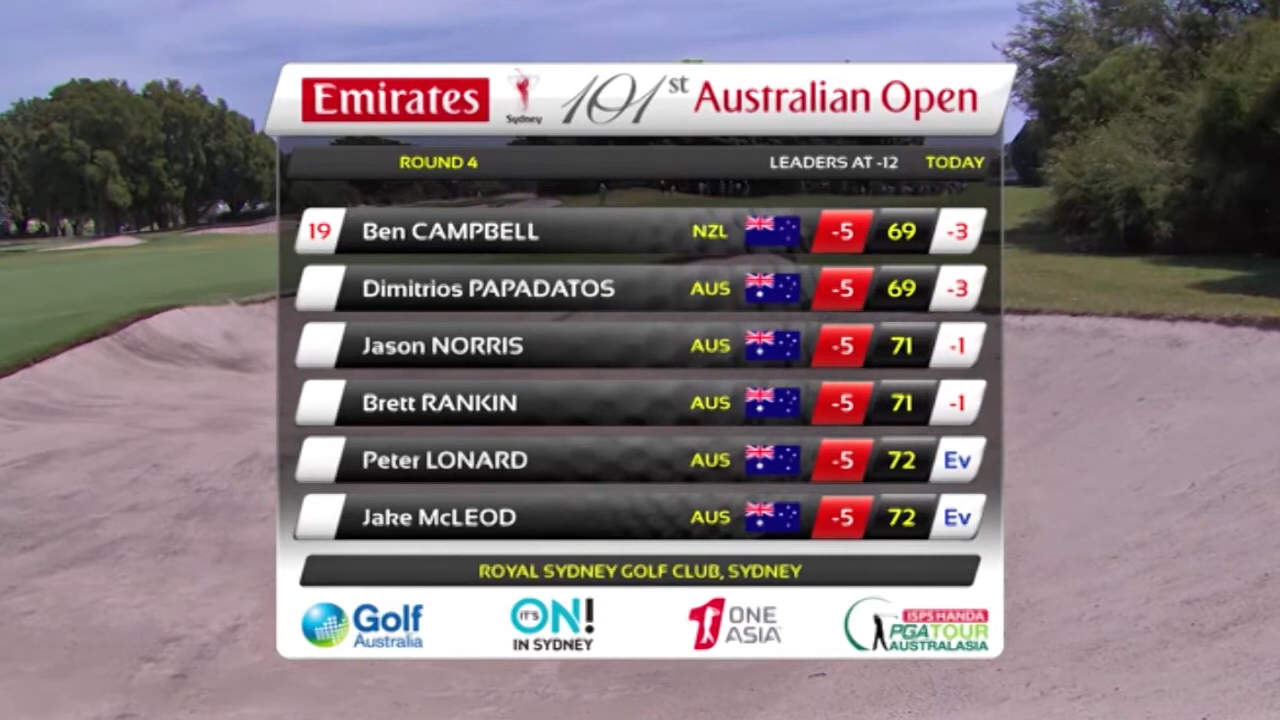 Emirates Sydney 101st Australian Open
ROUND 4 LEADERS AT -12 TODAY
19 Ben CAMPBELL NZL -5 69 -3
Dimitrios PAPADATOS AUS -5 69 -3
Jason NORRIS AUS -5 71 -1
Brett RANKIN AUS -5 71 -1
Peter LONARD AUS -5 72 Ev
Jake McLEOD AUS -5 72 Ev
ROYAL SYDNEY GOLF CLUB, SYDNEY
Golf Australia
IT'S ON! IN SYDNEY
1 ONE ASIA
ISPS HANDA PGA TOUR AUSTRALASIA